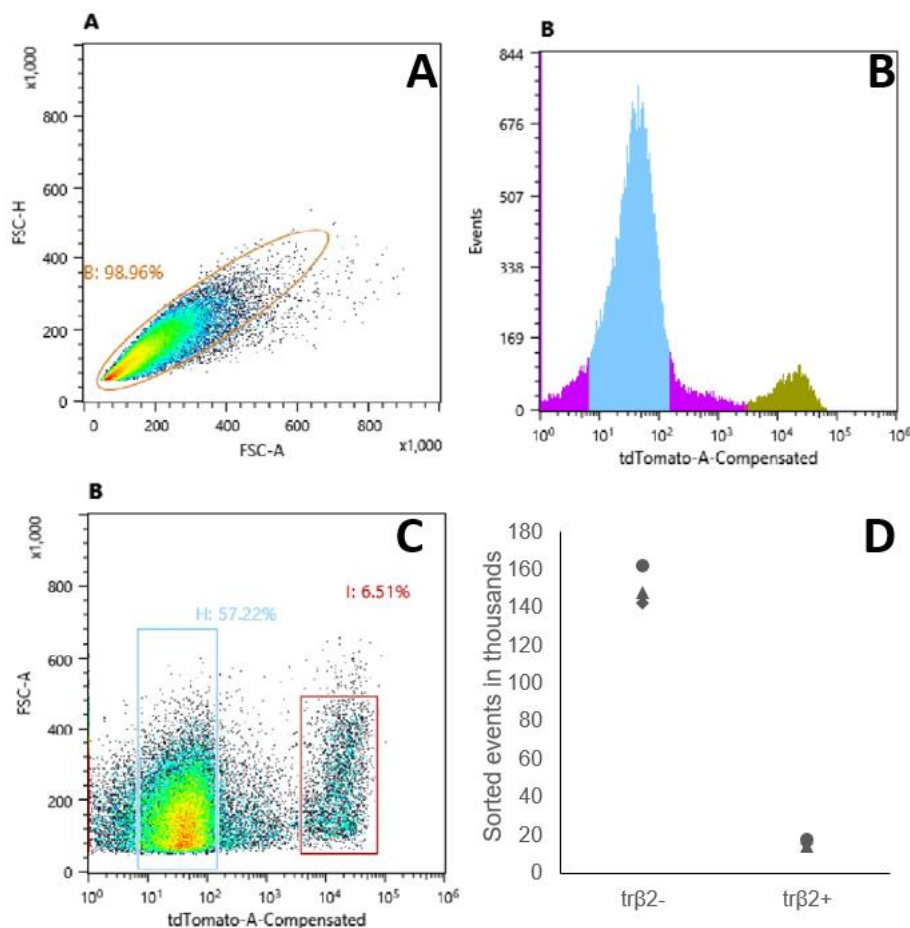 A
A
x1,000
800
600
400
200
0
FSC-H
B: 98.96%
0 200 400 600 800
x1,000
FSC-A
B
B
844
676
507
338
169
0
Events
10⁰ 10¹ 10² 10³ 10⁴ 10⁵ 10⁶
tdTomato-A-Compensated
B
C
x1,000
800
600
400
200
0
FSC-A
H: 57.22%
I: 6.51%
10⁰ 10¹ 10² 10³ 10⁴ 10⁵ 10⁶
tdTomato-A-Compensated
D
180
160
140
120
100
80
60
40
20
0
Sorted events in thousands
trβ2- trβ2+